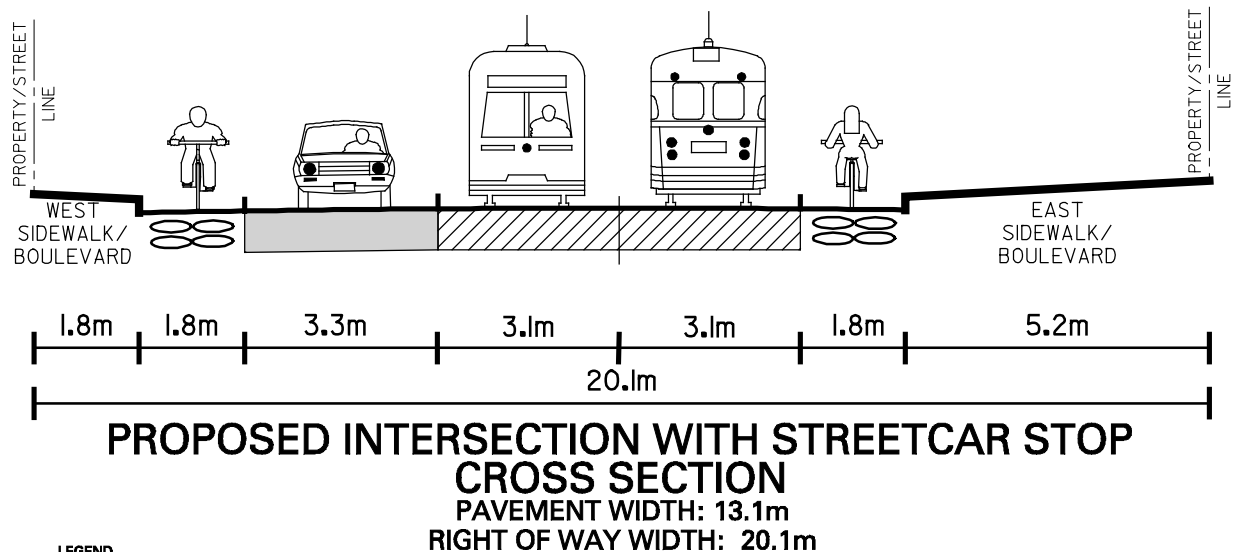 PROPERTY/STREET
LINE
PROPERTY/STREET
LINE
WEST
SIDEWALK/
BOULEVARD
EAST
SIDEWALK/
BOULEVARD
1.8m 1.8m 3.3m 3.1m 3.1m 1.8m 5.2m
20.1m
PROPOSED INTERSECTION WITH STREETCAR STOP
CROSS SECTION
PAVEMENT WIDTH: 13.1m
RIGHT OF WAY WIDTH: 20.1m
LEGEND